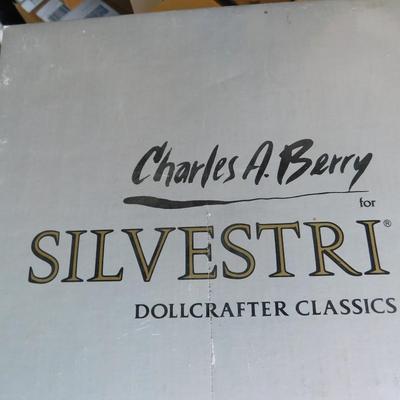 Charles A. Berry
for
SILVESTRI®
DOLLCRAFTER CLASSICS